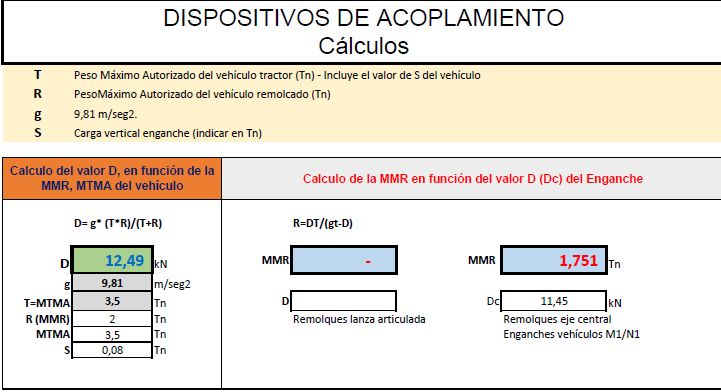 DISPOSITIVOS DE ACOPLAMIENTO
Cálculos
T Peso Máximo Autorizado del vehículo tractor (Tn) - Incluye el valor de S del vehículo
R PesoMáximo Autorizado del vehículo remolcado (Tn)
g 9,81 m/seg2.
S Carga vertical enganche (indicar en Tn)
Calculo del valor D, en función de la
MMR, MTMA del vehículo
Calculo de la MMR en función del valor D (Dc) del Enganche
D= g* (T*R)/(T+R)
R=DT/(gt-D)
D 12,49 kN
MMR -
MMR 1,751 Tn
g 9,81 m/seg2
T=MTMA 3,5 Tn
D
Dc 11,45 kN
R (MMR) 2 Tn
Remolques lanza articulada
Remolques eje central
MTMA 3,5 Tn
Enganches vehículos M1/N1
S 0,08 Tn